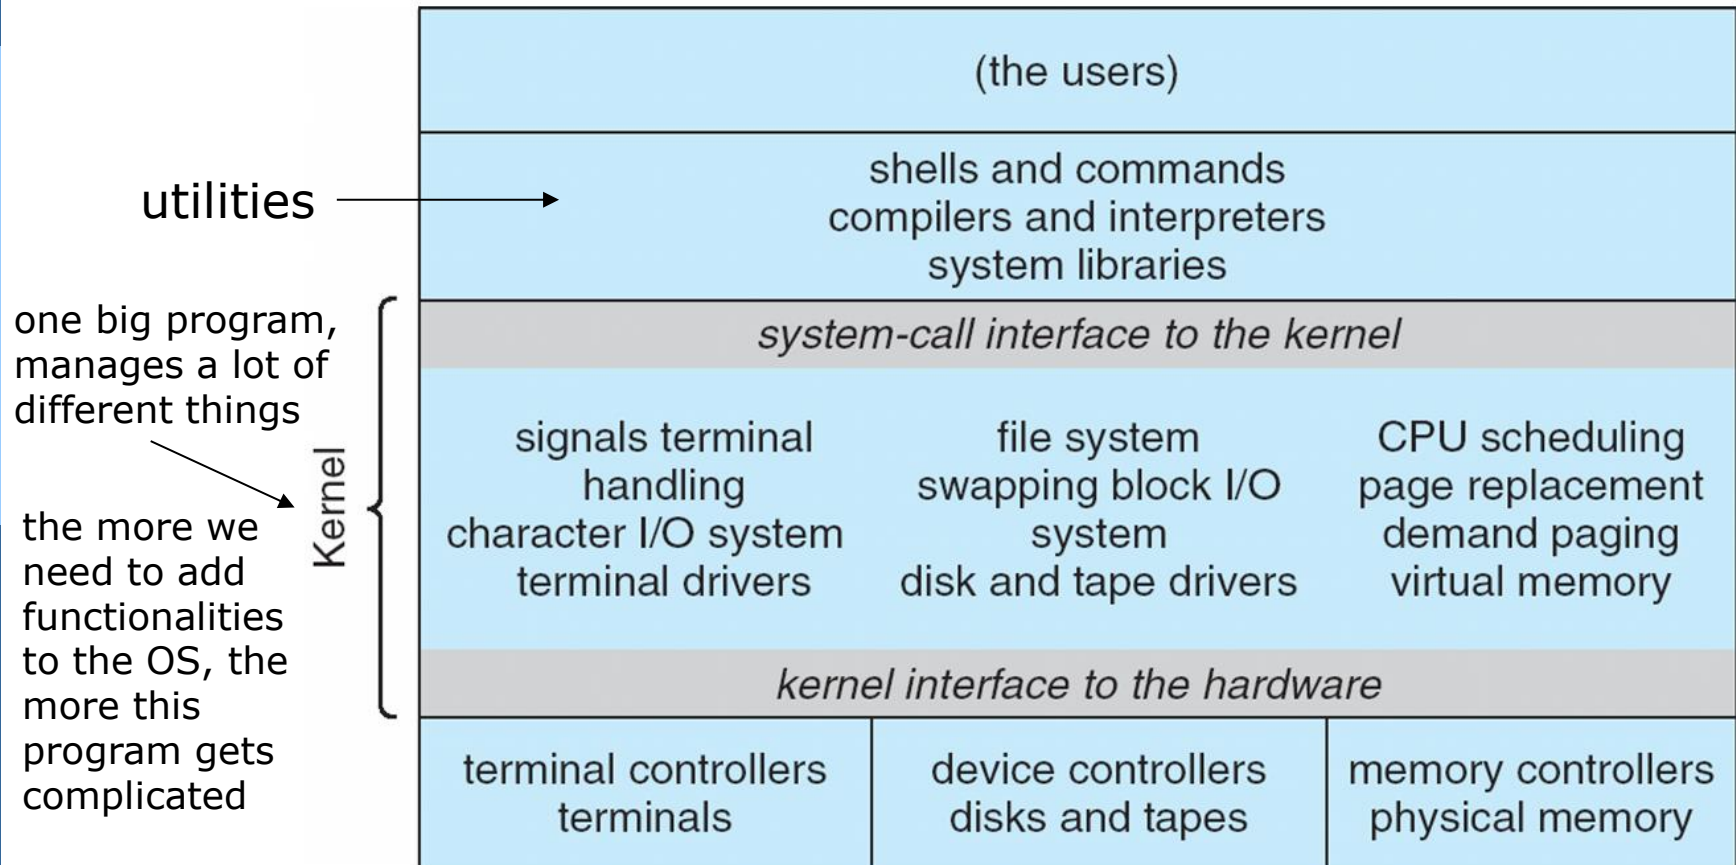 (the users)
utilities
shells and commands
compilers and interpreters
system libraries
one big program,
manages a lot of
different things
the more we
need to add
functionalities
to the OS, the
more this
program gets
complicated
Kernel
system-call interface to the kernel
signals terminal
handling
character I/O system
terminal drivers
file system
swapping block I/O
system
disk and tape drivers
CPU scheduling
page replacement
demand paging
virtual memory
kernel interface to the hardware
terminal controllers
terminals
device controllers
disks and tapes
memory controllers
physical memory